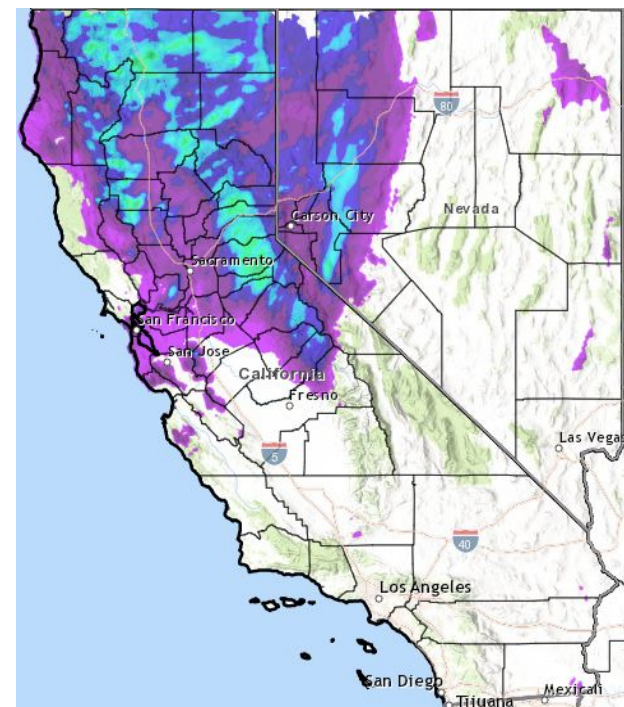 80
Nevada
Carson City
Sacramento
San Francisco
San Jose
California
Fresno
5
Las Vegas
40
Los Angeles
San Diego
Mexicali
Tijuana